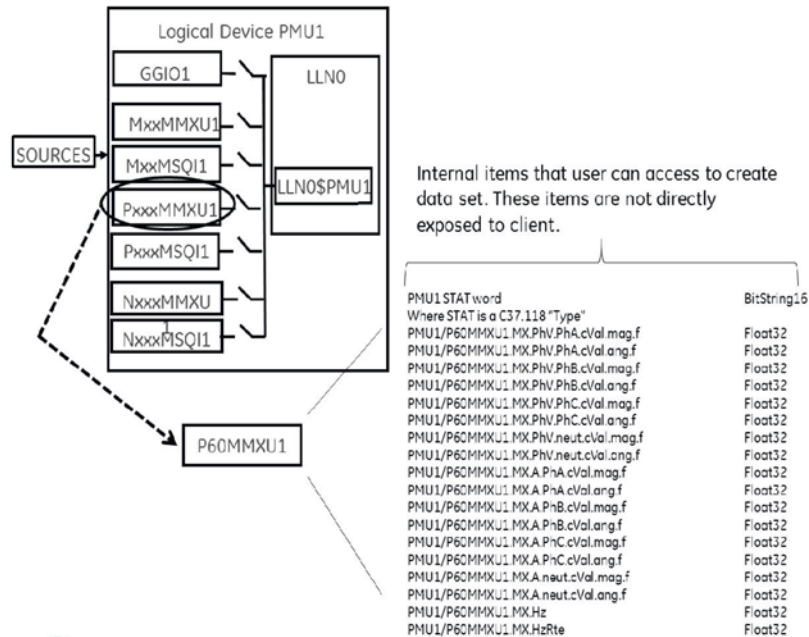 Logical Device PMU1
GGIO1
LLN0
MxxMMXU1
SOURCES
MxxMSQI1
LLN0$PMU1
PxxxMMXU1
PxxxMSQI1
NxxxMMXU
1
NxxxMSQI1
P60MMXU1
Internal items that user can access to create
data set. These items are not directly
exposed to client.
PMU1 STAT word BitString16
Where STAT is a C37.118 "Type"
PMU1/P60MMXU1.MX.PhV.PhA.cVal.mag.f Float32
PMU1/P60MMXU1.MX.PhV.PhA.cVal.ang.f Float32
PMU1/P60MMXU1.MX.PhV.PhB.cVal.mag.f Float32
PMU1/P60MMXU1.MX.PhV.PhB.cVal.ang.f Float32
PMU1/P60MMXU1.MX.PhV.PhC.cVal.mag.f Float32
PMU1/P60MMXU1.MX.PhV.PhC.cVal.ang.f Float32
PMU1/P60MMXU1.MX.PhV.neut.cVal.mag.f Float32
PMU1/P60MMXU1.MX.PhV.neut.cVal.ang.f Float32
PMU1/P60MMXU1.MX.A.PhA.cVal.mag.f Float32
PMU1/P60MMXU1.MX.A.PhA.cVal.ang.f Float32
PMU1/P60MMXU1.MX.A.PhB.cVal.mag.f Float32
PMU1/P60MMXU1.MX.A.PhB.cVal.ang.f Float32
PMU1/P60MMXU1.MX.A.PhC.cVal.mag.f Float32
PMU1/P60MMXU1.MX.A.PhC.cVal.ang.f Float32
PMU1/P60MMXU1.MX.A.neut.cVal.mag.f Float32
PMU1/P60MMXU1.MX.A.neut.cVal.ang.f Float32
PMU1/P60MMXU1.MX.Hz Float32
PMU1/P60MMXU1.MX.HzRte Float32